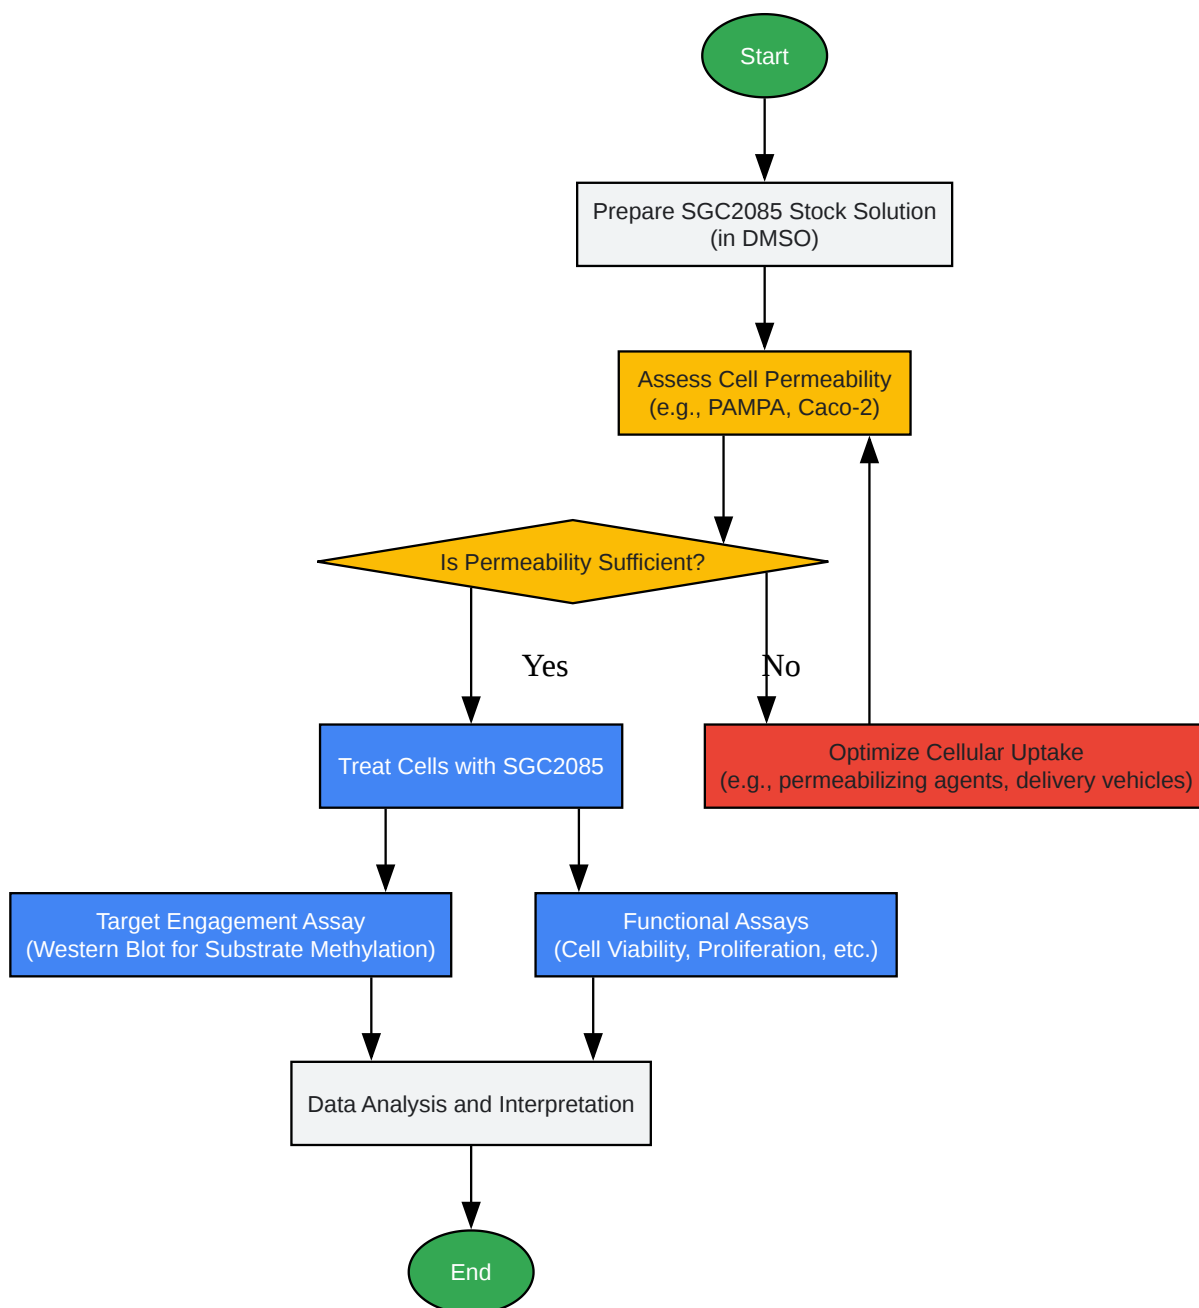 Start
Prepare SGC2085 Stock Solution
(in DMSO)
Assess Cell Permeability
(e.g., PAMPA, Caco-2)
Is Permeability Sufficient?
Yes
No
Treat Cells with SGC2085
Optimize Cellular Uptake
(e.g., permeabilizing agents, delivery vehicles)
Target Engagement Assay
(Western Blot for Substrate Methylation)
Functional Assays
(Cell Viability, Proliferation, etc.)
Data Analysis and Interpretation
End